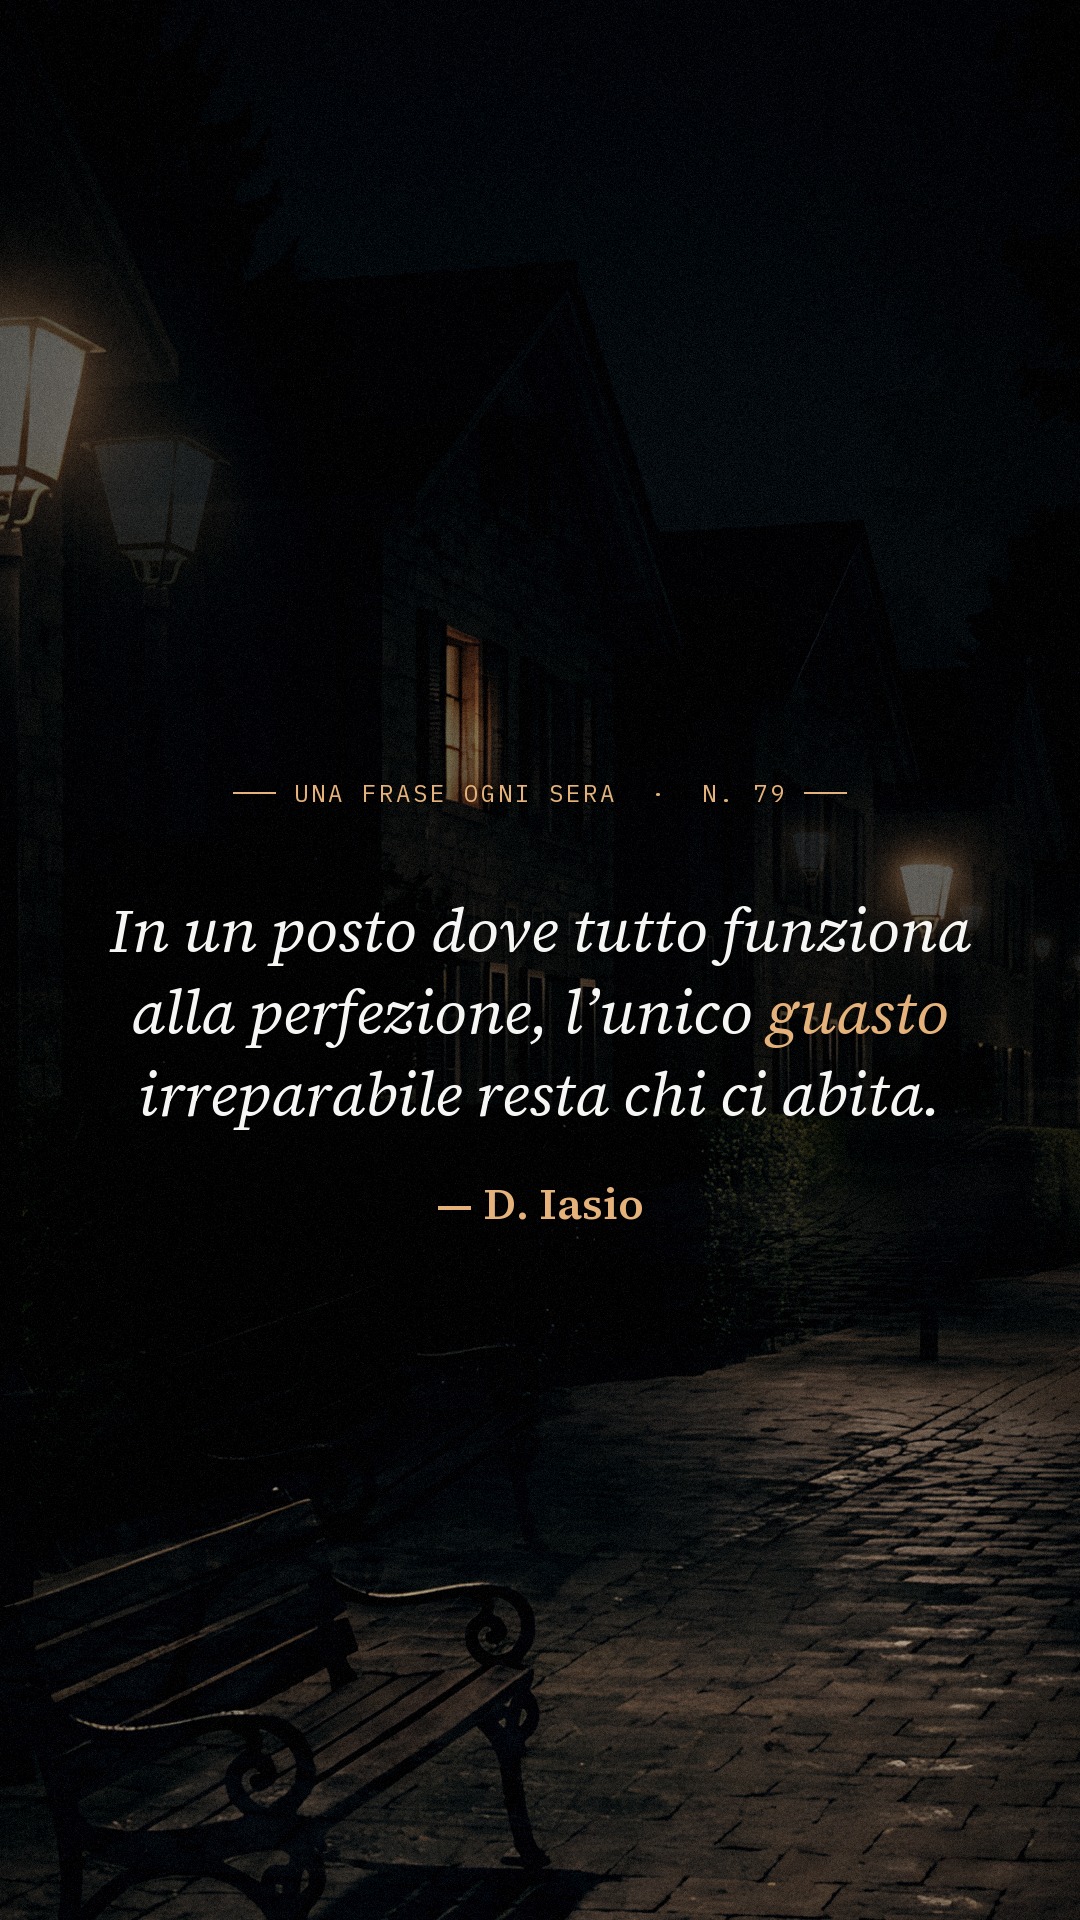 UNA FRASE OGNI SERA · N. 79
In un posto dove tutto funziona
alla perfezione, l’unico guasto
irreparabile resta chi ci abita.
— D. Iasio